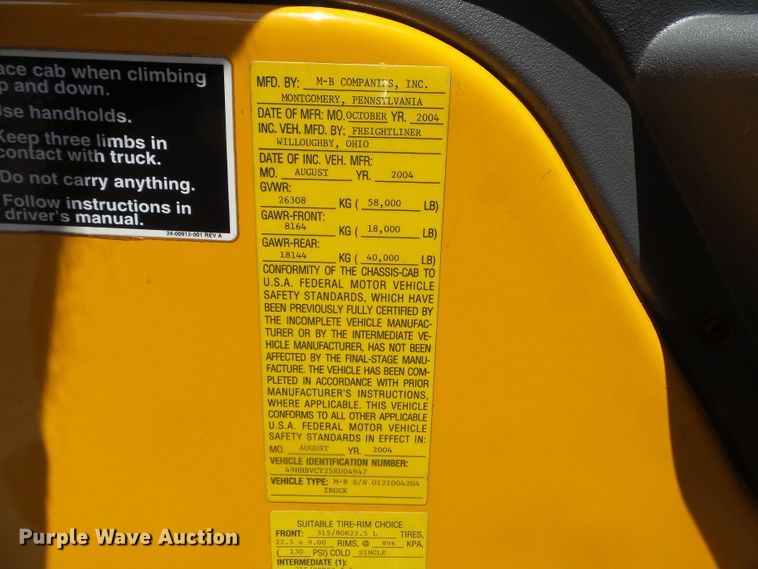 ace cab when climbing
p and down.
se handholds.
Keep three limbs in
contact with truck.
Do not carry anything.
Follow instructions in
driver's manual.
24-00912-001 REV A
MFD. BY: M-B COMPANIES, INC.
MONTGOMERY, PENNSYLVANIA
DATE OF MFR: MO. OCTOBER YR. 2004
INC. VEH. MFD. BY: FREIGHTLINER
WILLOUGHBY, OHIO
DATE OF INC. VEH. MFR:
MO. AUGUST YR. 2004
GVWR:
26308 KG ( 58,000 LB)
GAWR-FRONT:
8164 KG ( 18,000 LB)
GAWR-REAR:
18144 KG ( 40,000 LB)
CONFORMITY OF THE CHASSIS-CAB TO
U.S.A. FEDERAL MOTOR VEHICLE
SAFETY STANDARDS, WHICH HAVE
BEEN PREVIOUSLY FULLY CERTIFIED BY
THE INCOMPLETE VEHICLE MANUFAC-
TURER OR BY THE INTERMEDIATE VE-
HICLE MANUFACTURER, HAS NOT BEEN
AFFECTED BY THE FINAL-STAGE MANU-
FACTURE. THE VEHICLE HAS BEEN COM-
PLETED IN ACCORDANCE WITH PRIOR
MANUFACTURER'S INSTRUCTIONS,
WHERE APPLICABLE. THIS VEHICLE
CONFORMS TO ALL OTHER APPLICABLE
U.S.A. FEDERAL MOTOR VEHICLE
SAFETY STANDARDS IN EFFECT IN:
MO. AUGUST YR. 2004
VEHICLE IDENTIFICATION NUMBER:
49HHBVCY25RU04947
VEHICLE TYPE: M-B S/N 0121004204
TRUCK
SUITABLE TIRE-RIM CHOICE
FRONT: 315/80R22.5 L TIRES,
22.5 x 9.00 RIMS, @ 896 KPA,
( 130 PSI) COLD SINGLE
INTERMEDIATE (1):
Purple Wave Auction